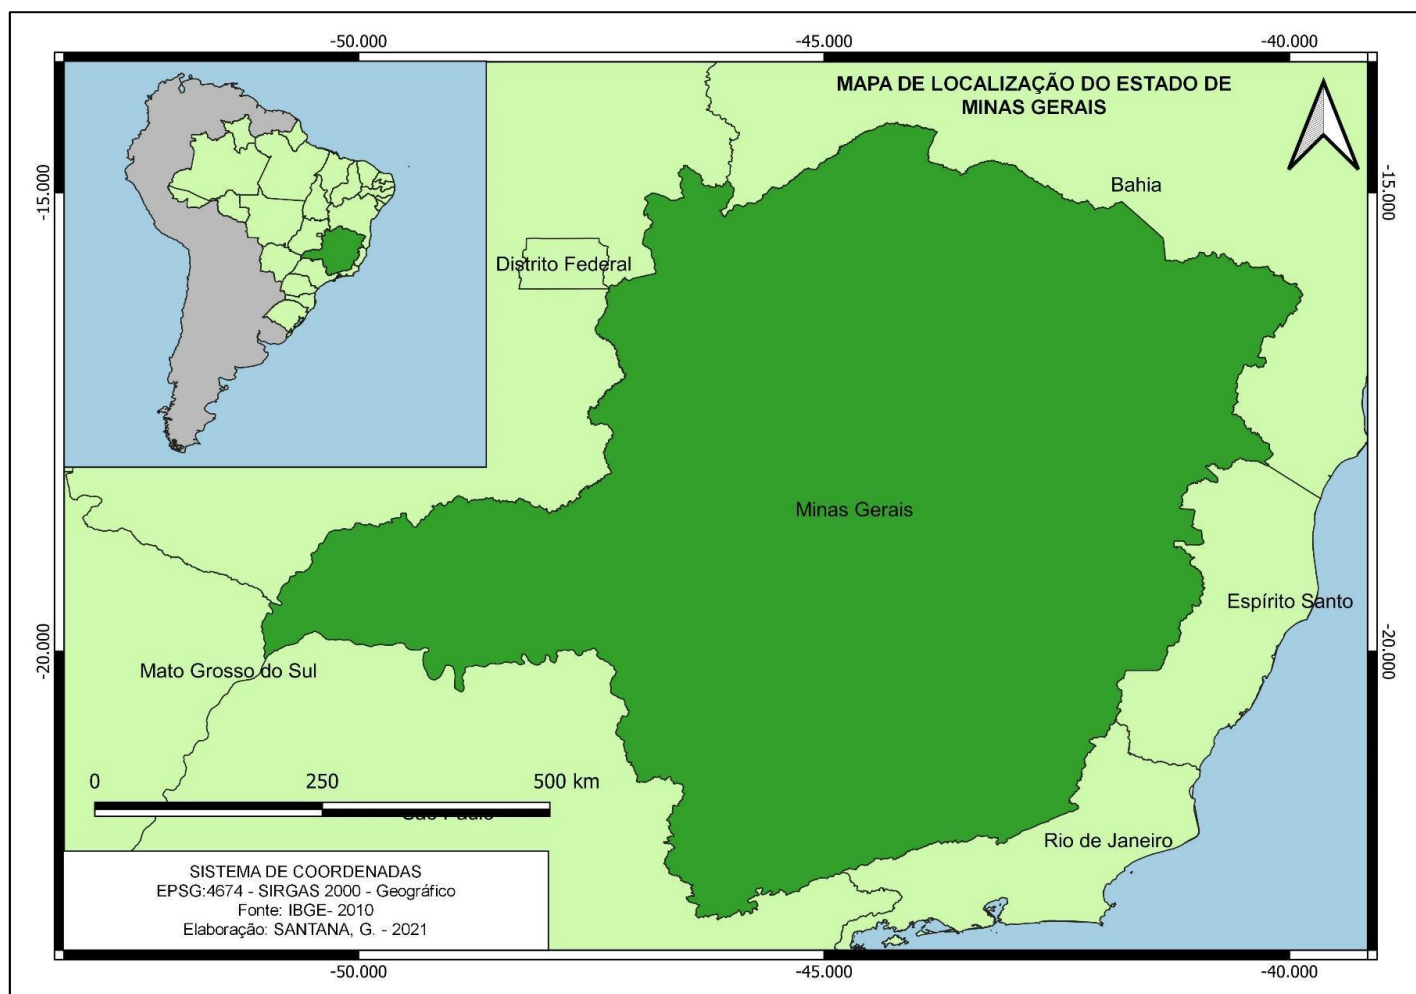 -50.000
-45.000
-40.000
MAPA DE LOCALIZAÇÃO DO ESTADO DE
MINAS GERAIS
-15.000
-15.000
Bahia
Distrito Federal
Minas Gerais
Espírito Santo
-20.000
-20.000
Mato Grosso do Sul
0
250
500 km
São Paulo
Rio de Janeiro
SISTEMA DE COORDENADAS
EPSG:4674 - SIRGAS 2000 - Geográfico
Fonte: IBGE- 2010
Elaboração: SANTANA, G. - 2021
-50.000
-45.000
-40.000